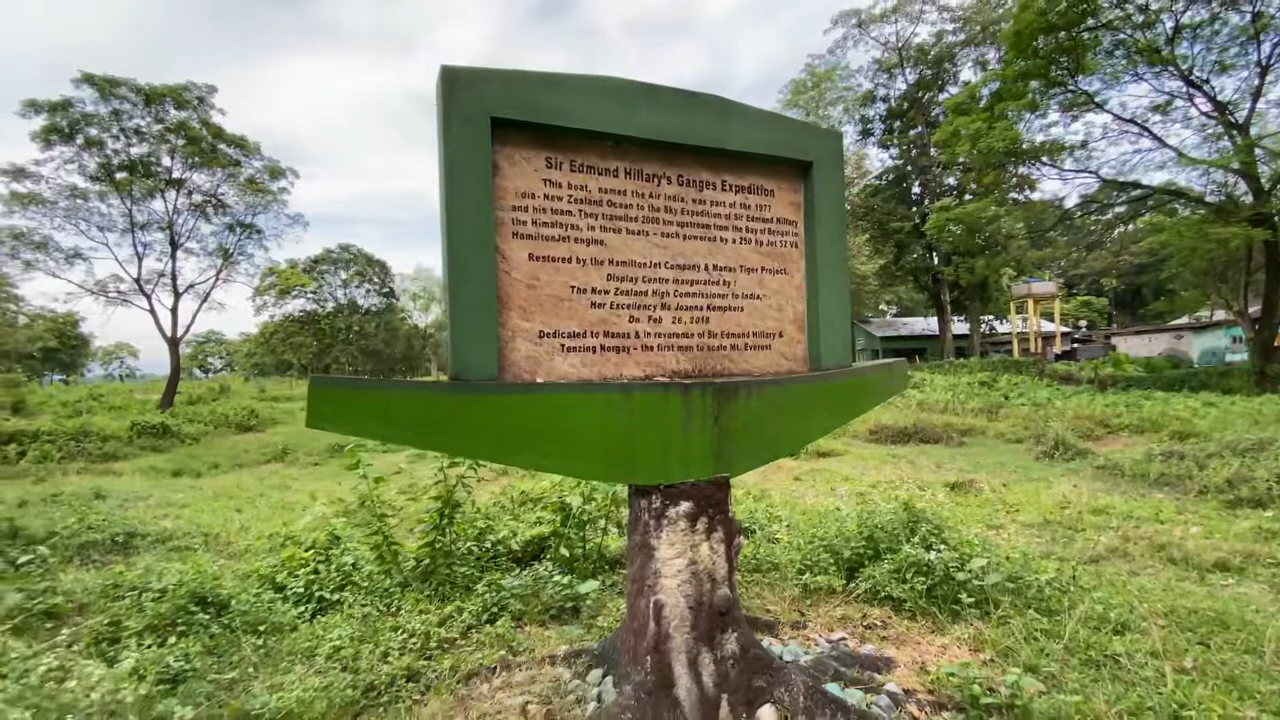 Sir Edmund Hillary's Ganges Expedition
This boat, named the Air India, was part of the 1977
dia- New Zealand Ocean to the Sky Expedition of Sir Edmund Hillary
and his team. They travelled 2000 km upstream from the Bay of Bengal to
the Himalayas, in three boats - each powered by a 250 hp Jet 52 V8
HamiltonJet engine.
Restored by the HamiltonJet Company & Manas Tiger Project.
Display Centre inaugurated by :
The New Zealand High Commissioner to India,
Her Excellency Ms Joanna Kempkers
On Feb 26, 2018
Dedicated to Manas & in reverence of Sir Edmund Hillary &
Tenzing Norgay - the first men to scale Mt. Everest